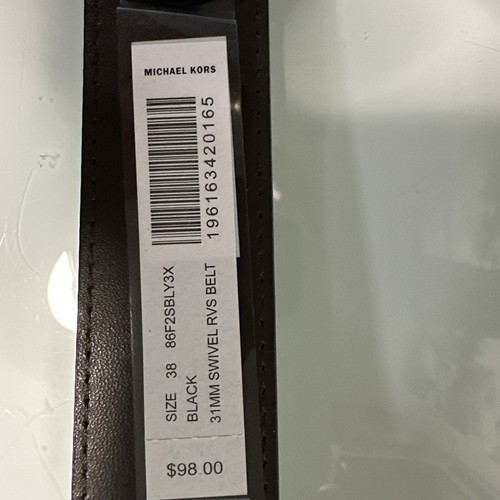 MICHAEL KORS
196163420165
SIZE 38 86F2SBLY3X
BLACK
31MM SWIVEL RVS BELT
$98.00